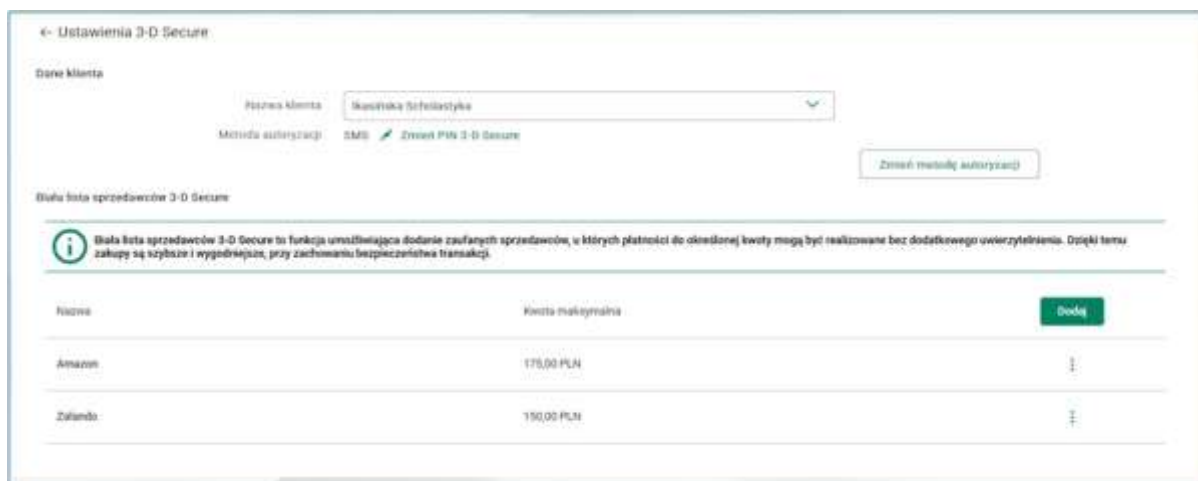 ← Ustawienia 3-D Secure
Dane klienta
Nazwa klienta Ikasińska Scholastyka
Metoda autoryzacji SMS Zmień PIN 3-D Secure
Zmień metodę autoryzacji
Biała lista sprzedawców 3-D Secure
Biała lista sprzedawców 3-D Secure to funkcja umożliwiająca dodanie zaufanych sprzedawców, u których płatności do określonej kwoty mogą być realizowane bez dodatkowego uwierzytelnienia. Dzięki temu
zakupy są szybsze i wygodniejsze, przy zachowaniu bezpieczeństwa transakcji.
Nazwa Kwota maksymalna Dodaj
Amazon 175,00 PLN
Zalando 150,00 PLN